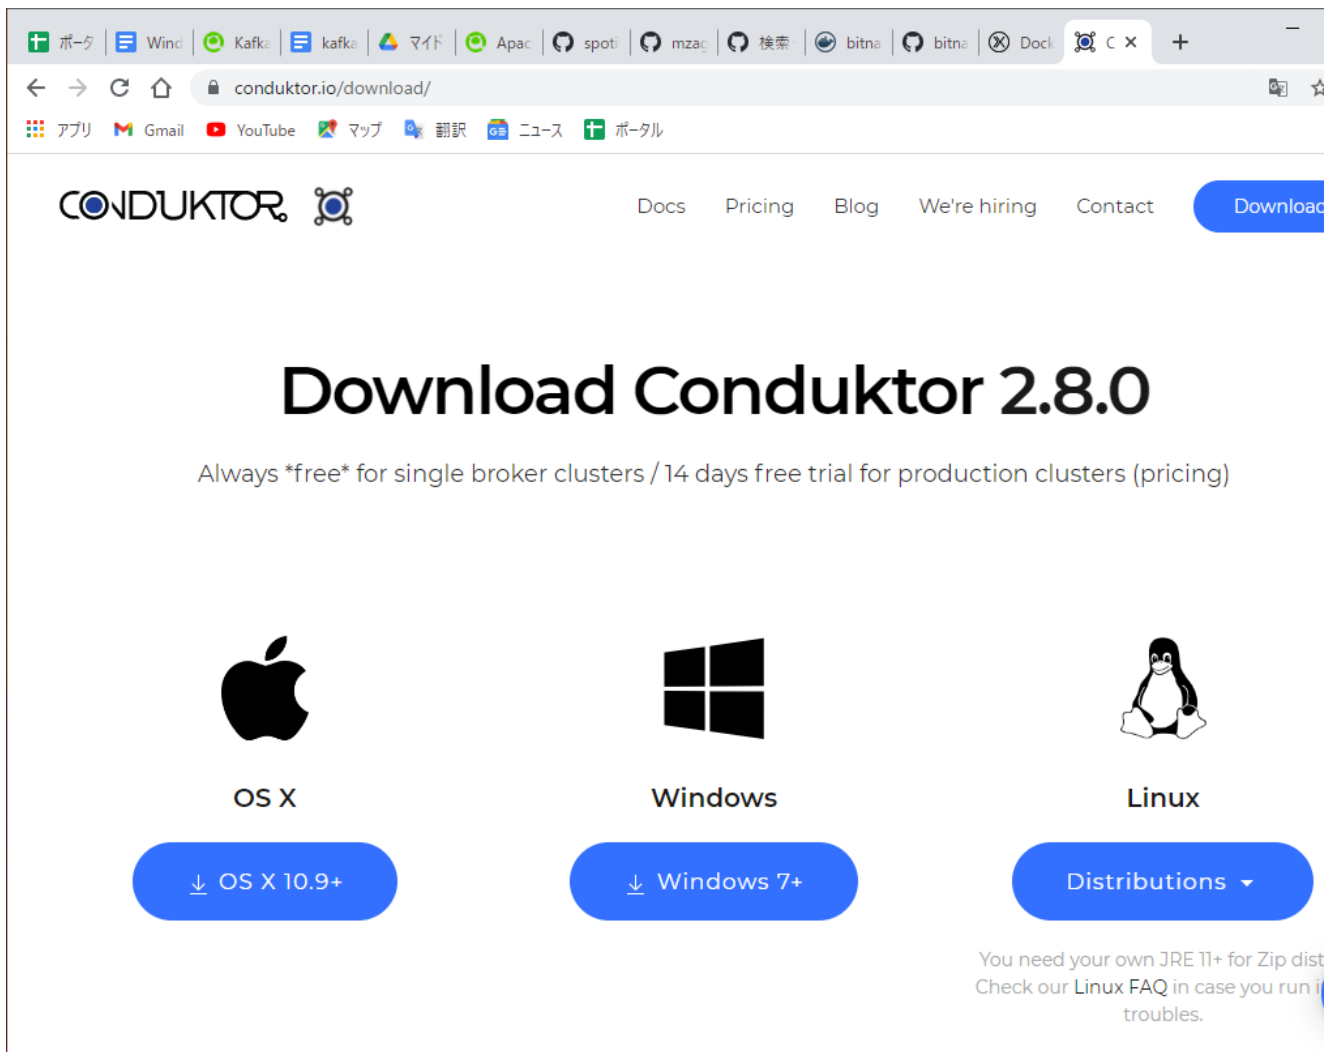 ポータ Wind Kafka kafka マイド Apac spoti mzag 検索 bitna bitna Dock C
conduktor.io/download/
アプリ Gmail YouTube マップ 翻訳 ニュース ポータル
CONDUKTOR Docs Pricing Blog We're hiring Contact Download
Download Conduktor 2.8.0
Always *free* for single broker clusters / 14 days free trial for production clusters (pricing)
OS X Windows Linux
OS X 10.9+ Windows 7+ Distributions
You need your own JRE 11+ for Zip dist
Check our Linux FAQ in case you run i
troubles.